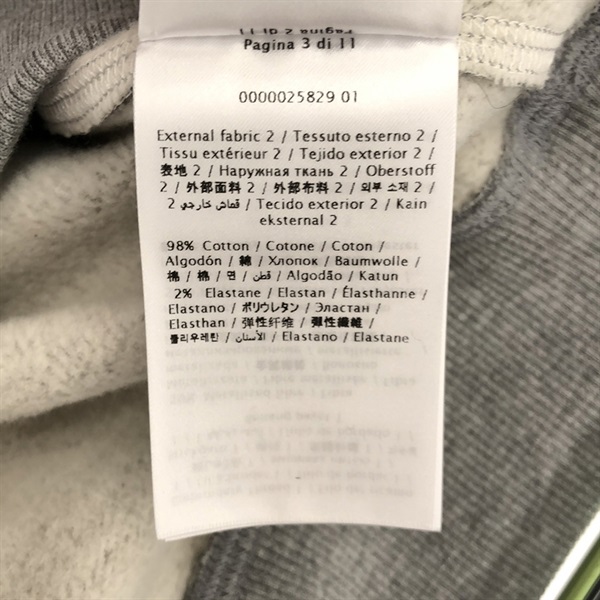 Pagina 3 di 11
0000025829 01
External fabric 2 / Tessuto esterno 2 /
Tissu extérieur 2 / Tejido exterior 2 /
表地 2 / Наружная ткань 2 / Oberstoff
2 / 外部面料 2 / 外部布料 2 / 외부 소재 2 /
2 قماش خارجي / Tecido exterior 2 / Kain
eksternal 2
98% Cotton / Cotone / Coton /
Algodón / 綿 / Хлопок / Baumwolle /
棉 / 棉 / 면 / قطن / Algodão / Katun
2% Elastane / Elastan / Élasthanne /
Elastano / ポリウレタン / Эластан /
Elasthan / 弹性纤维 / 彈性纖維 /
폴리우레탄 / الأستان / Elastano / Elastane